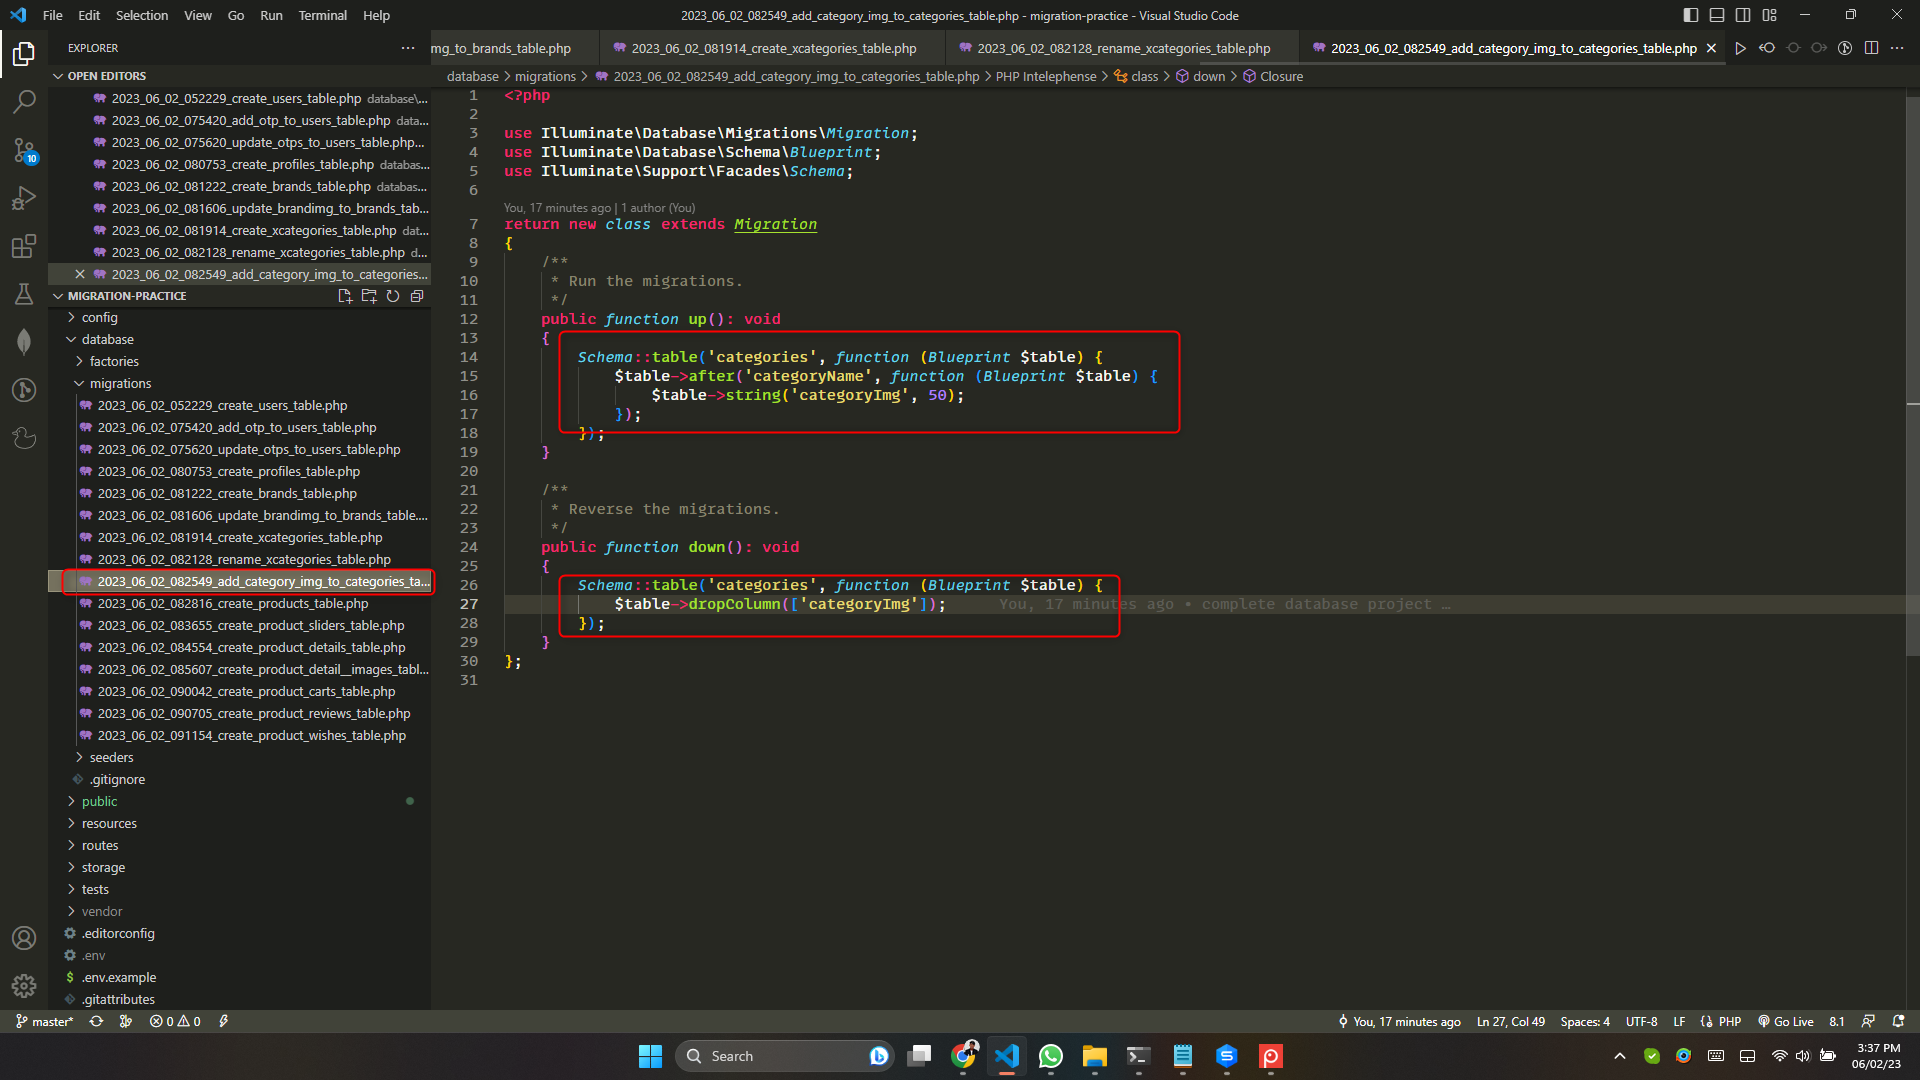 File Edit Selection View Go Run Terminal Help
2023_06_02_082549_add_category_img_to_categories_table.php - migration-practice - Visual Studio Code
EXPLORER
mg_to_brands_table.php
2023_06_02_081914_create_xcategories_table.php
2023_06_02_082128_rename_xcategories_table.php
2023_06_02_082549_add_category_img_to_categories_table.php
database > migrations > 2023_06_02_082549_add_category_img_to_categories_table.php > PHP Intelephense > class > down > Closure
OPEN EDITORS
2023_06_02_052229_create_users_table.php database\...
2023_06_02_075420_add_otp_to_users_table.php data...
2023_06_02_075620_update_otps_to_users_table.php...
2023_06_02_080753_create_profiles_table.php databas...
2023_06_02_081222_create_brands_table.php databas...
2023_06_02_081606_update_brandimg_to_brands_tab...
2023_06_02_081914_create_xcategories_table.php dat...
2023_06_02_082128_rename_xcategories_table.php d...
2023_06_02_082549_add_category_img_to_categories...
10
MIGRATION-PRACTICE
config
database
factories
migrations
2023_06_02_052229_create_users_table.php
2023_06_02_075420_add_otp_to_users_table.php
2023_06_02_075620_update_otps_to_users_table.php
2023_06_02_080753_create_profiles_table.php
2023_06_02_081222_create_brands_table.php
2023_06_02_081606_update_brandimg_to_brands_table....
2023_06_02_081914_create_xcategories_table.php
2023_06_02_082128_rename_xcategories_table.php
2023_06_02_082549_add_category_img_to_categories_ta...
2023_06_02_082816_create_products_table.php
2023_06_02_083655_create_product_sliders_table.php
2023_06_02_084554_create_product_details_table.php
2023_06_02_085607_create_product_detail__images_tabl...
2023_06_02_090042_create_product_carts_table.php
2023_06_02_090705_create_product_reviews_table.php
2023_06_02_091154_create_product_wishes_table.php
seeders
.gitignore
public
resources
routes
storage
tests
vendor
.editorconfig
.env
.env.example
.gitattributes
1 <?php
2
3 use Illuminate\Database\Migrations\Migration;
4 use Illuminate\Database\Schema\Blueprint;
5 use Illuminate\Support\Facades\Schema;
6
You, 17 minutes ago | 1 author (You)
7 return new class extends Migration
8 {
9 /**
10 * Run the migrations.
11 */
12 public function up(): void
13 {
14 Schema::table('categories', function (Blueprint $table) {
15 $table->after('categoryName', function (Blueprint $table) {
16 $table->string('categoryImg', 50);
17 });
18 });
19 }
20
21 /**
22 * Reverse the migrations.
23 */
24 public function down(): void
25 {
26 Schema::table('categories', function (Blueprint $table) {
27 $table->dropColumn(['categoryImg']); You, 17 minutes ago • complete database project …
28 });
29 }
30 };
31
master* 0 0
You, 17 minutes ago Ln 27, Col 49 Spaces: 4 UTF-8 LF {} PHP Go Live 8.1
Search
3:37 PM
06/02/23